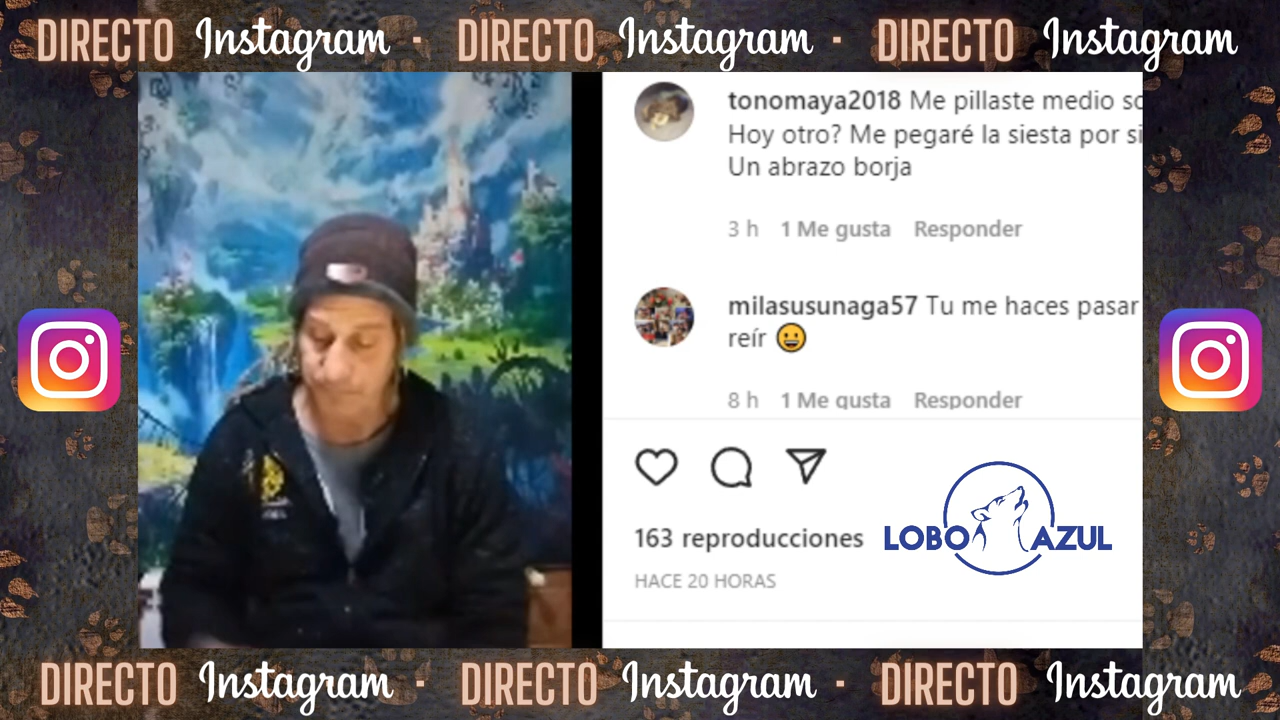 DIRECTO Instagram · DIRECTO Instagram · DIRECTO Instagram
tonomaya2018 Me pillaste medio
Hoy otro? Me pegaré la siesta por
Un abrazo borja
3 h 1 Me gusta Responder
milasusunaga57 Tu me haces pasar
reír 😀
8 h 1 Me gusta Responder
163 reproducciones
LOBO AZUL
HACE 20 HORAS
DIRECTO Instagram · DIRECTO Instagram · DIRECTO Instagram